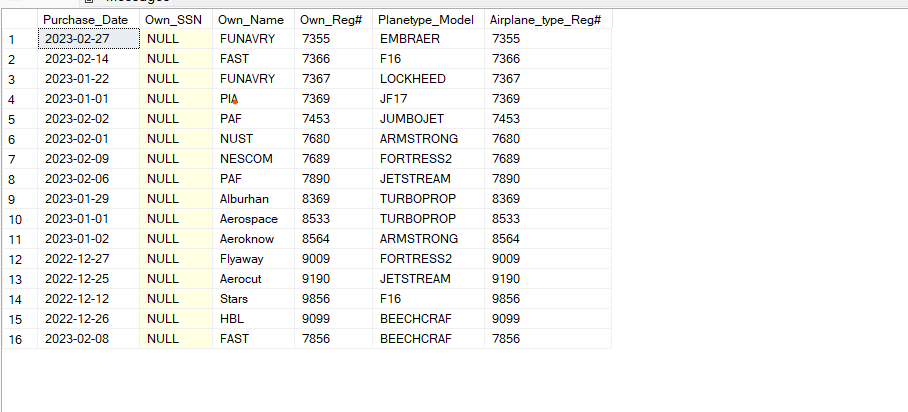 Messages
Purchase_Date Own_SSN Own_Name Own_Reg# Planetype_Model Airplane_type_Reg#
1 2023-02-27 NULL FUNAVRY 7355 EMBRAER 7355
2 2023-02-14 NULL FAST 7366 F16 7366
3 2023-01-22 NULL FUNAVRY 7367 LOCKHEED 7367
4 2023-01-01 NULL PIA 7369 JF17 7369
5 2023-02-02 NULL PAF 7453 JUMBOJET 7453
6 2023-02-01 NULL NUST 7680 ARMSTRONG 7680
7 2023-02-09 NULL NESCOM 7689 FORTRESS2 7689
8 2023-02-06 NULL PAF 7890 JETSTREAM 7890
9 2023-01-29 NULL Alburhan 8369 TURBOPROP 8369
10 2023-01-01 NULL Aerospace 8533 TURBOPROP 8533
11 2023-01-02 NULL Aeroknow 8564 ARMSTRONG 8564
12 2022-12-27 NULL Flyaway 9009 FORTRESS2 9009
13 2022-12-25 NULL Aerocut 9190 JETSTREAM 9190
14 2022-12-12 NULL Stars 9856 F16 9856
15 2022-12-26 NULL HBL 9099 BEECHCRAF 9099
16 2023-02-08 NULL FAST 7856 BEECHCRAF 7856